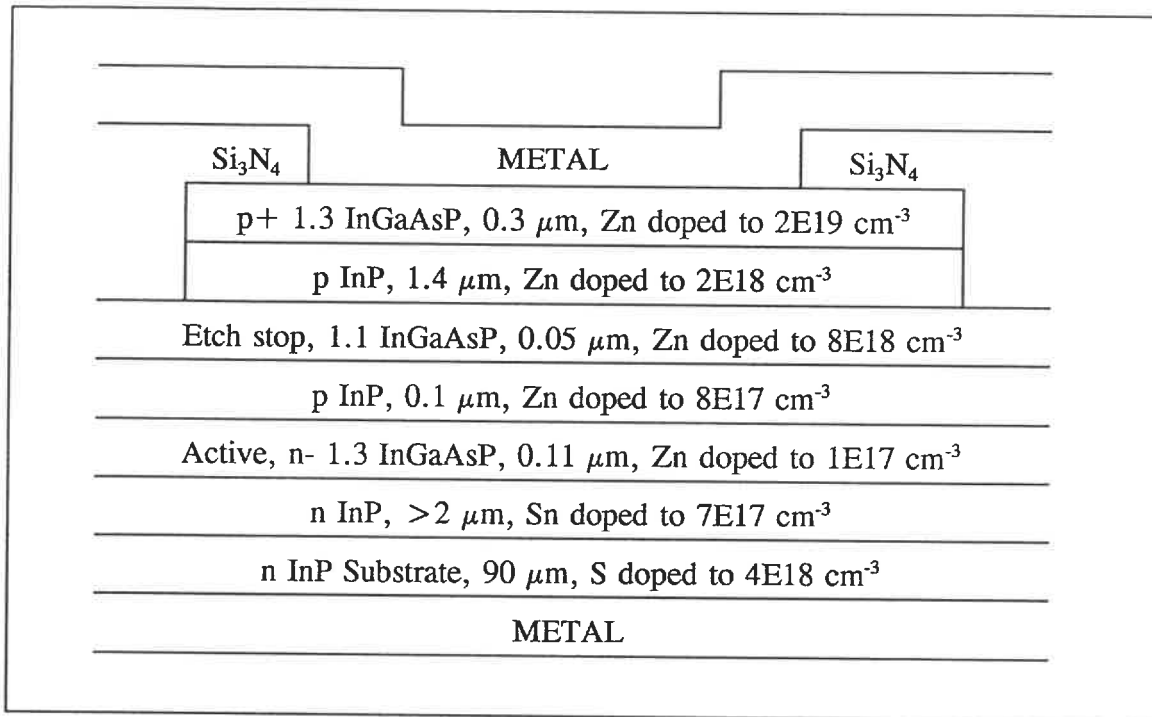 Si₃N₄ METAL Si₃N₄
p+ 1.3 InGaAsP, 0.3 μm, Zn doped to 2E19 cm⁻³
p InP, 1.4 μm, Zn doped to 2E18 cm⁻³
Etch stop, 1.1 InGaAsP, 0.05 μm, Zn doped to 8E18 cm⁻³
p InP, 0.1 μm, Zn doped to 8E17 cm⁻³
Active, n- 1.3 InGaAsP, 0.11 μm, Zn doped to 1E17 cm⁻³
n InP, >2 μm, Sn doped to 7E17 cm⁻³
n InP Substrate, 90 μm, S doped to 4E18 cm⁻³
METAL